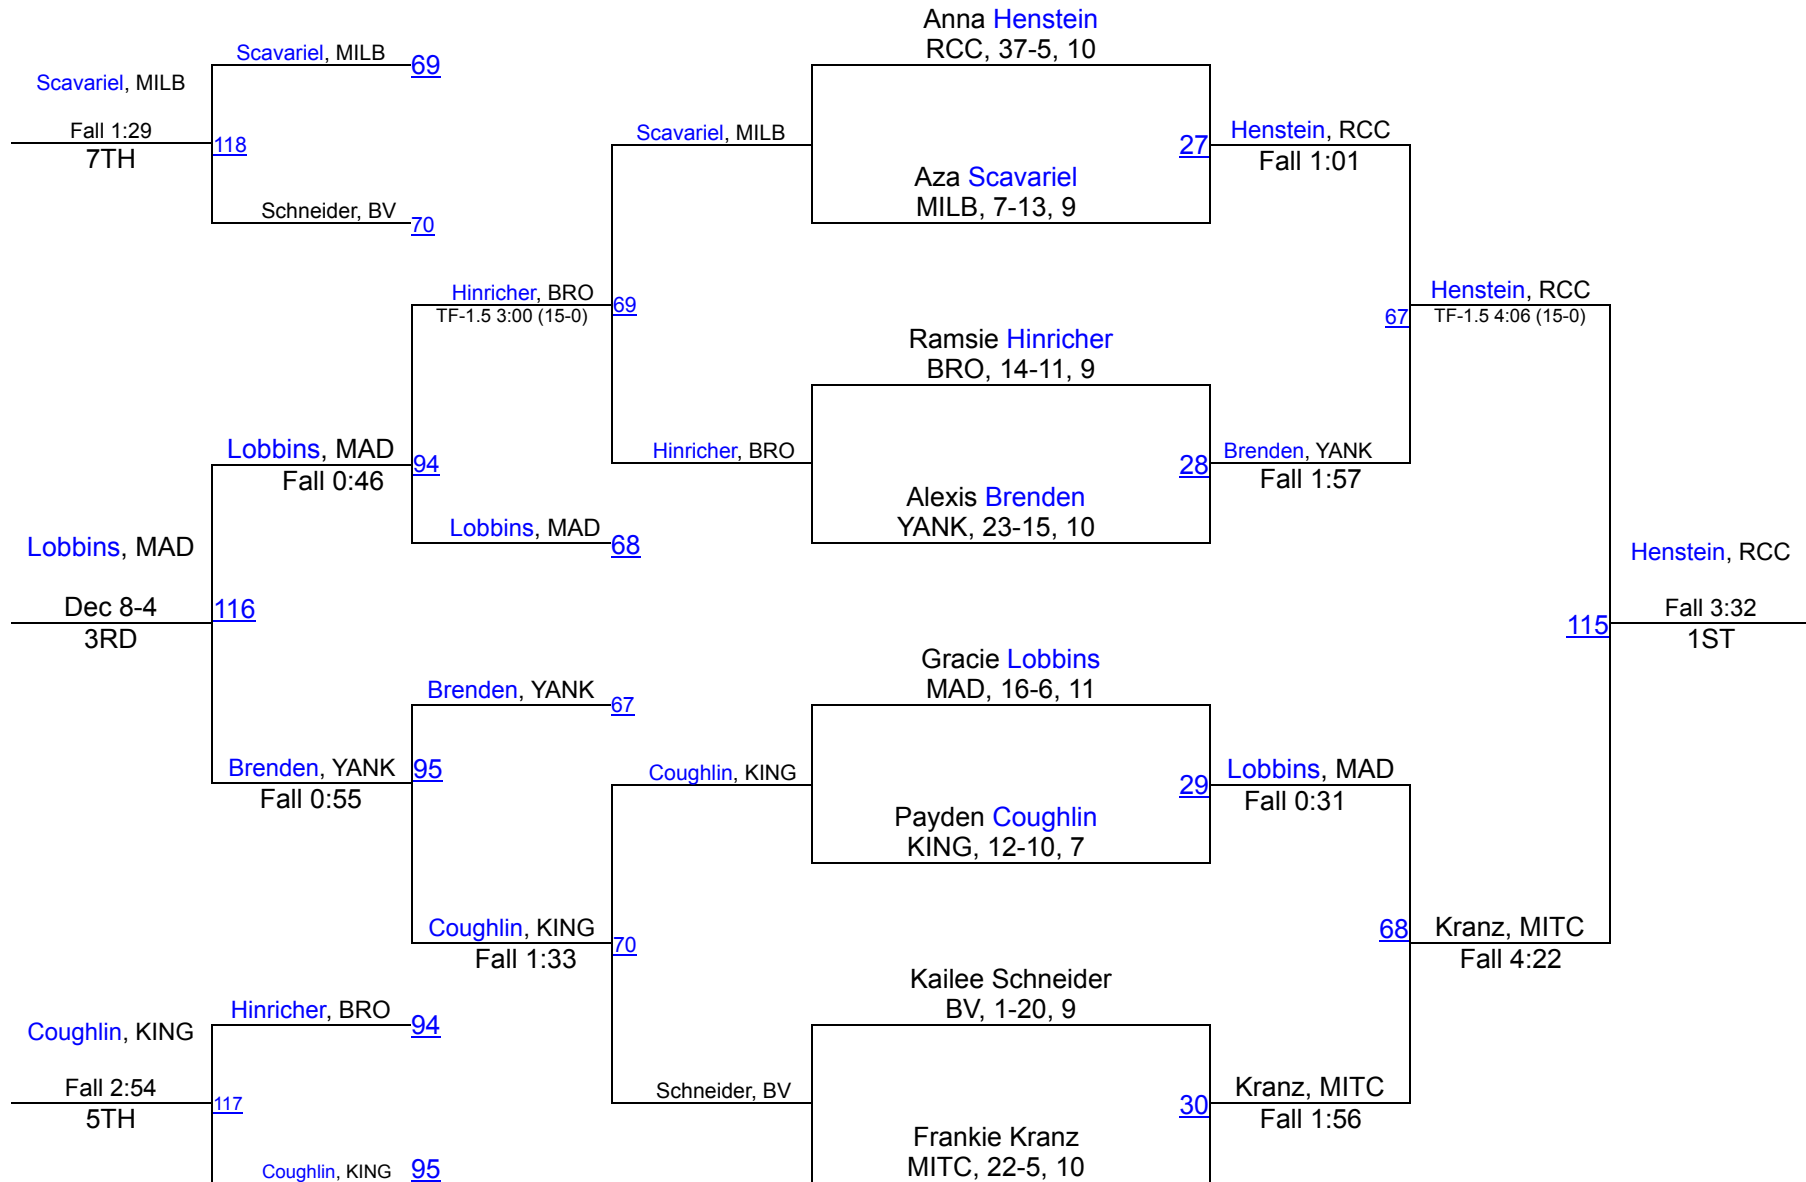 Anna Henstein
RCC, 37-5, 10
Scavariel, MILB
69
Scavariel, MILB
Fall 1:29
7TH
118
Schneider, BV
70
Scavariel, MILB
27
Henstein, RCC
Fall 1:01
Aza Scavariel
MILB, 7-13, 9
Hinricher, BRO
TF-1.5 3:00 (15-0)
69
Henstein, RCC
TF-1.5 4:06 (15-0)
67
Ramsie Hinricher
BRO, 14-11, 9
Lobbins, MAD
Fall 0:46
94
Hinricher, BRO
28
Brenden, YANK
Fall 1:57
Alexis Brenden
YANK, 23-15, 10
Lobbins, MAD
68
Lobbins, MAD
Dec 8-4
3RD
116
Henstein, RCC
Fall 3:32
1ST
115
Gracie Lobbins
MAD, 16-6, 11
Brenden, YANK
67
Brenden, YANK
Fall 0:55
95
Coughlin, KING
29
Lobbins, MAD
Fall 0:31
Payden Coughlin
KING, 12-10, 7
Coughlin, KING
Fall 1:33
70
68
Kranz, MITC
Fall 4:22
Kailee Schneider
BV, 1-20, 9
Hinricher, BRO
94
Coughlin, KING
Fall 2:54
5TH
117
Schneider, BV
30
Kranz, MITC
Fall 1:56
Frankie Kranz
MITC, 22-5, 10
Coughlin, KING
95